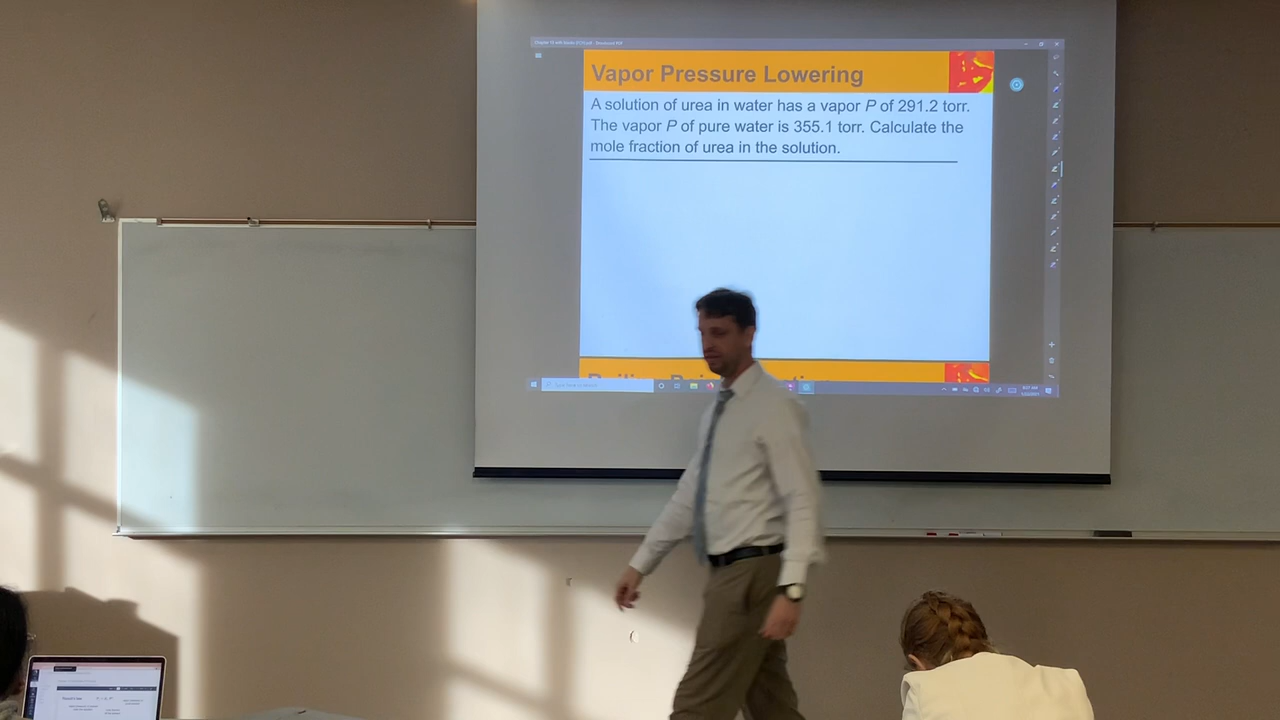 Vapor Pressure Lowering
A solution of urea in water has a vapor P of 291.2 torr.
The vapor P of pure water is 355.1 torr. Calculate the
mole fraction of urea in the solution.